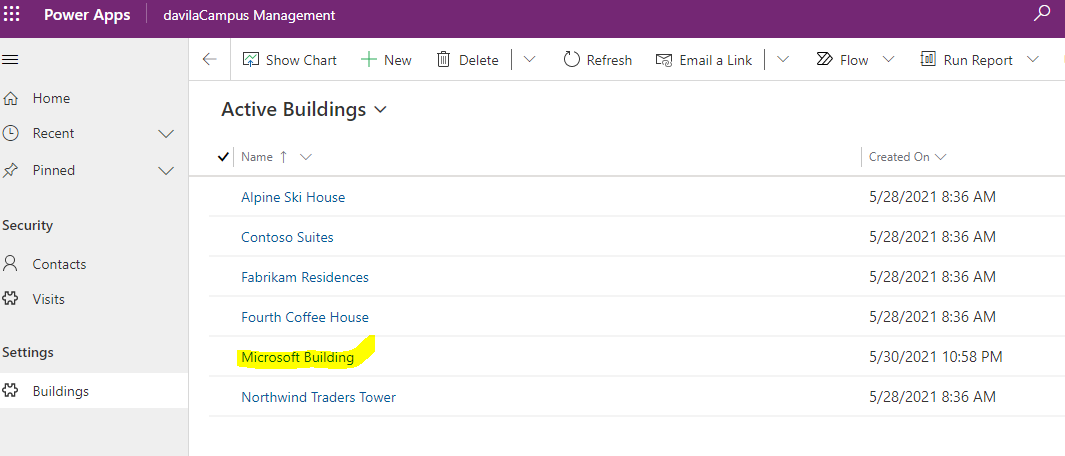 Power Apps davilaCampus Management
Show Chart New Delete Refresh Email a Link Flow Run Report
Home
Recent
Pinned
Security
Contacts
Visits
Settings
Buildings
Active Buildings
Name Created On
Alpine Ski House 5/28/2021 8:36 AM
Contoso Suites 5/28/2021 8:36 AM
Fabrikam Residences 5/28/2021 8:36 AM
Fourth Coffee House 5/28/2021 8:36 AM
Microsoft Building 5/30/2021 10:58 PM
Northwind Traders Tower 5/28/2021 8:36 AM